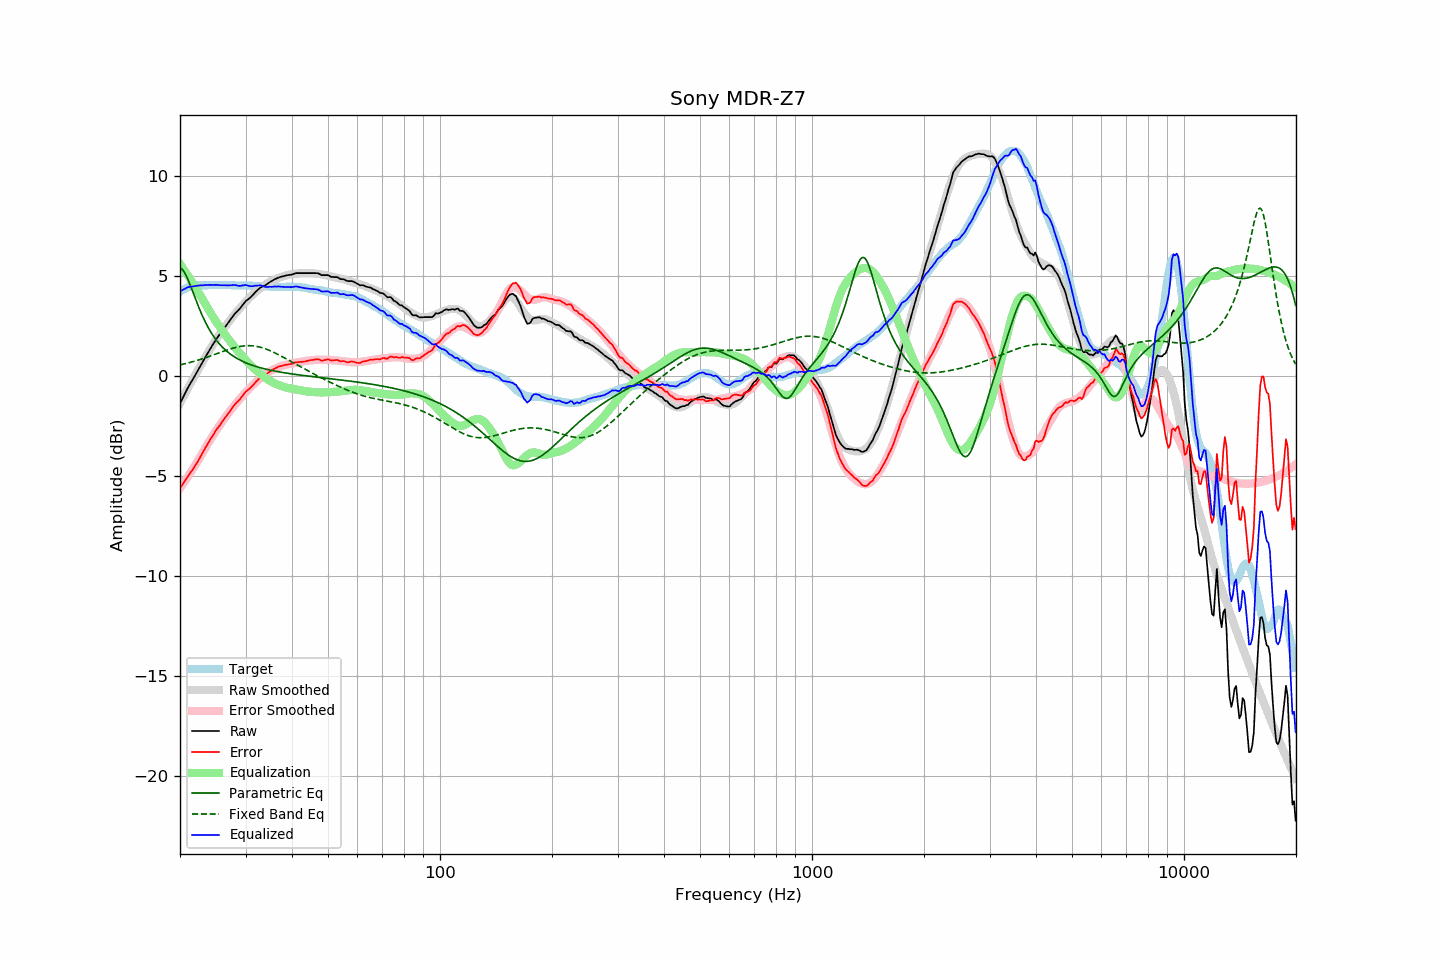 Sony MDR-Z7
10
5
0
−5
−10
−15
−20
Amplitude (dBr)
Target
Raw Smoothed
Error Smoothed
Raw
Error
Equalization
Parametric Eq
Fixed Band Eq
Equalized
100
1000
10000
Frequency (Hz)